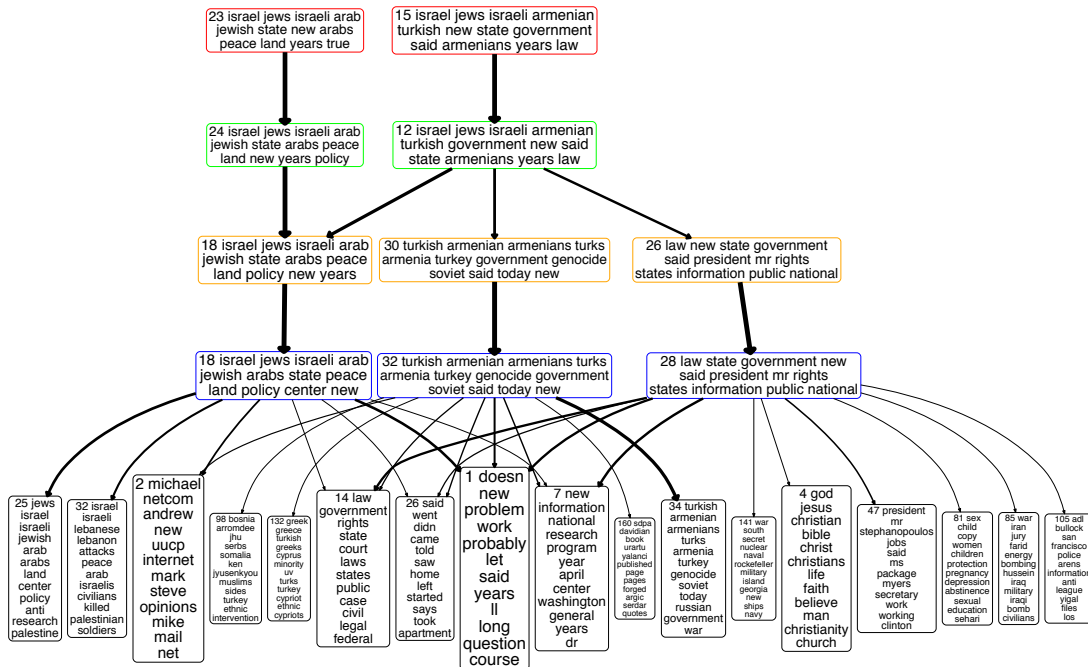 23 israel jews israeli arab
jewish state new arabs
peace land years true
15 israel jews israeli armenian
turkish new state government
said armenians years law
24 israel jews israeli arab
jewish state arabs peace
land new years policy
12 israel jews israeli armenian
turkish government new said
state armenians years law
18 israel jews israeli arab
jewish state arabs peace
land policy new years
30 turkish armenian armenians turks
armenia turkey government genocide
soviet said today new
26 law new state government
said president mr rights
states information public national
18 israel jews israeli arab
jewish arabs state peace
land policy center new
32 turkish armenian armenians turks
armenia turkey genocide government
soviet said today new
28 law state government new
said president mr rights
states information public national
25 jews
israel
israeli
jewish
arab
arabs
land
center
policy
anti
research
palestine
32 israel
israeli
lebanese
lebanon
attacks
peace
arab
israelis
civilians
killed
palestinian
soldiers
2 michael
netcom
andrew
new
uucp
internet
mark
steve
opinions
mike
mail
net
98 bosnia
arromdee
jhu
serbs
somalia
ken
jyusenkyou
muslims
sides
turkey
ethnic
intervention
132 greek
greece
turkish
greeks
cyprus
minority
uv
turks
turkey
cypriot
ethnic
cypriots
14 law
government
rights
state
court
laws
states
public
case
civil
legal
federal
26 said
went
didn
came
told
saw
home
left
started
says
took
apartment
1 doesn
new
problem
work
probably
let
said
years
ll
long
question
course
7 new
information
national
research
program
year
april
center
washington
general
years
dr
160 sdpa
davidian
book
urartu
yalanci
published
page
pages
forged
argic
serdar
quotes
34 turkish
armenian
armenians
turks
armenia
turkey
genocide
soviet
today
russian
government
war
141 war
south
secret
nuclear
naval
rockefeller
military
island
georgia
new
ships
navy
4 god
jesus
christian
bible
christ
christians
life
faith
believe
man
christianity
church
47 president
mr
stephanopoulos
jobs
said
ms
package
myers
secretary
work
working
clinton
81 sex
child
copy
women
children
protection
pregnancy
depression
abstinence
sexual
education
sehari
85 war
iran
jury
farid
energy
bombing
hussein
iraq
military
iraqi
bomb
civilians
105 adl
bullock
san
francisco
police
arens
information
anti
league
yigal
files
los